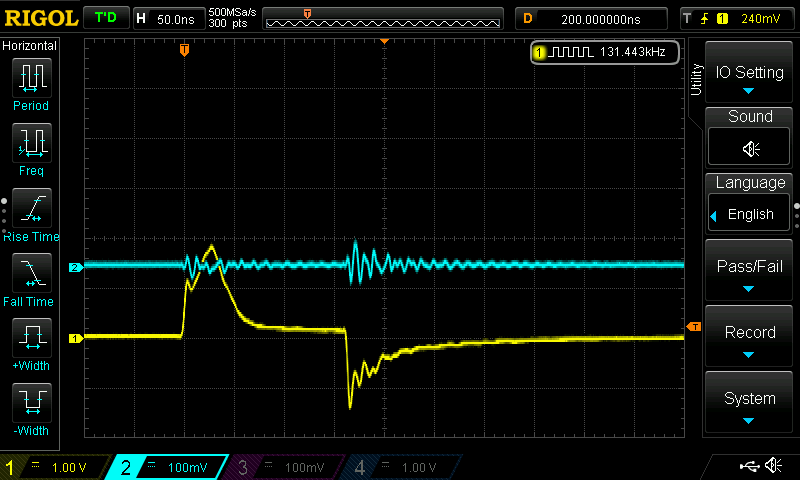 RIGOL T'D H 50.0ns 500MSa/s 300 pts T D 200.000000ns T 1 240mV
Horizontal
Period
Freq
Rise Time
Fall Time
+Width
-Width
T
1 131.443kHz
2
1
T
Utility
IO Setting
Sound
Language
English
Pass/Fail
Record
System
1 1.00 V 2 100mV 3 100mV 4 1.00 V